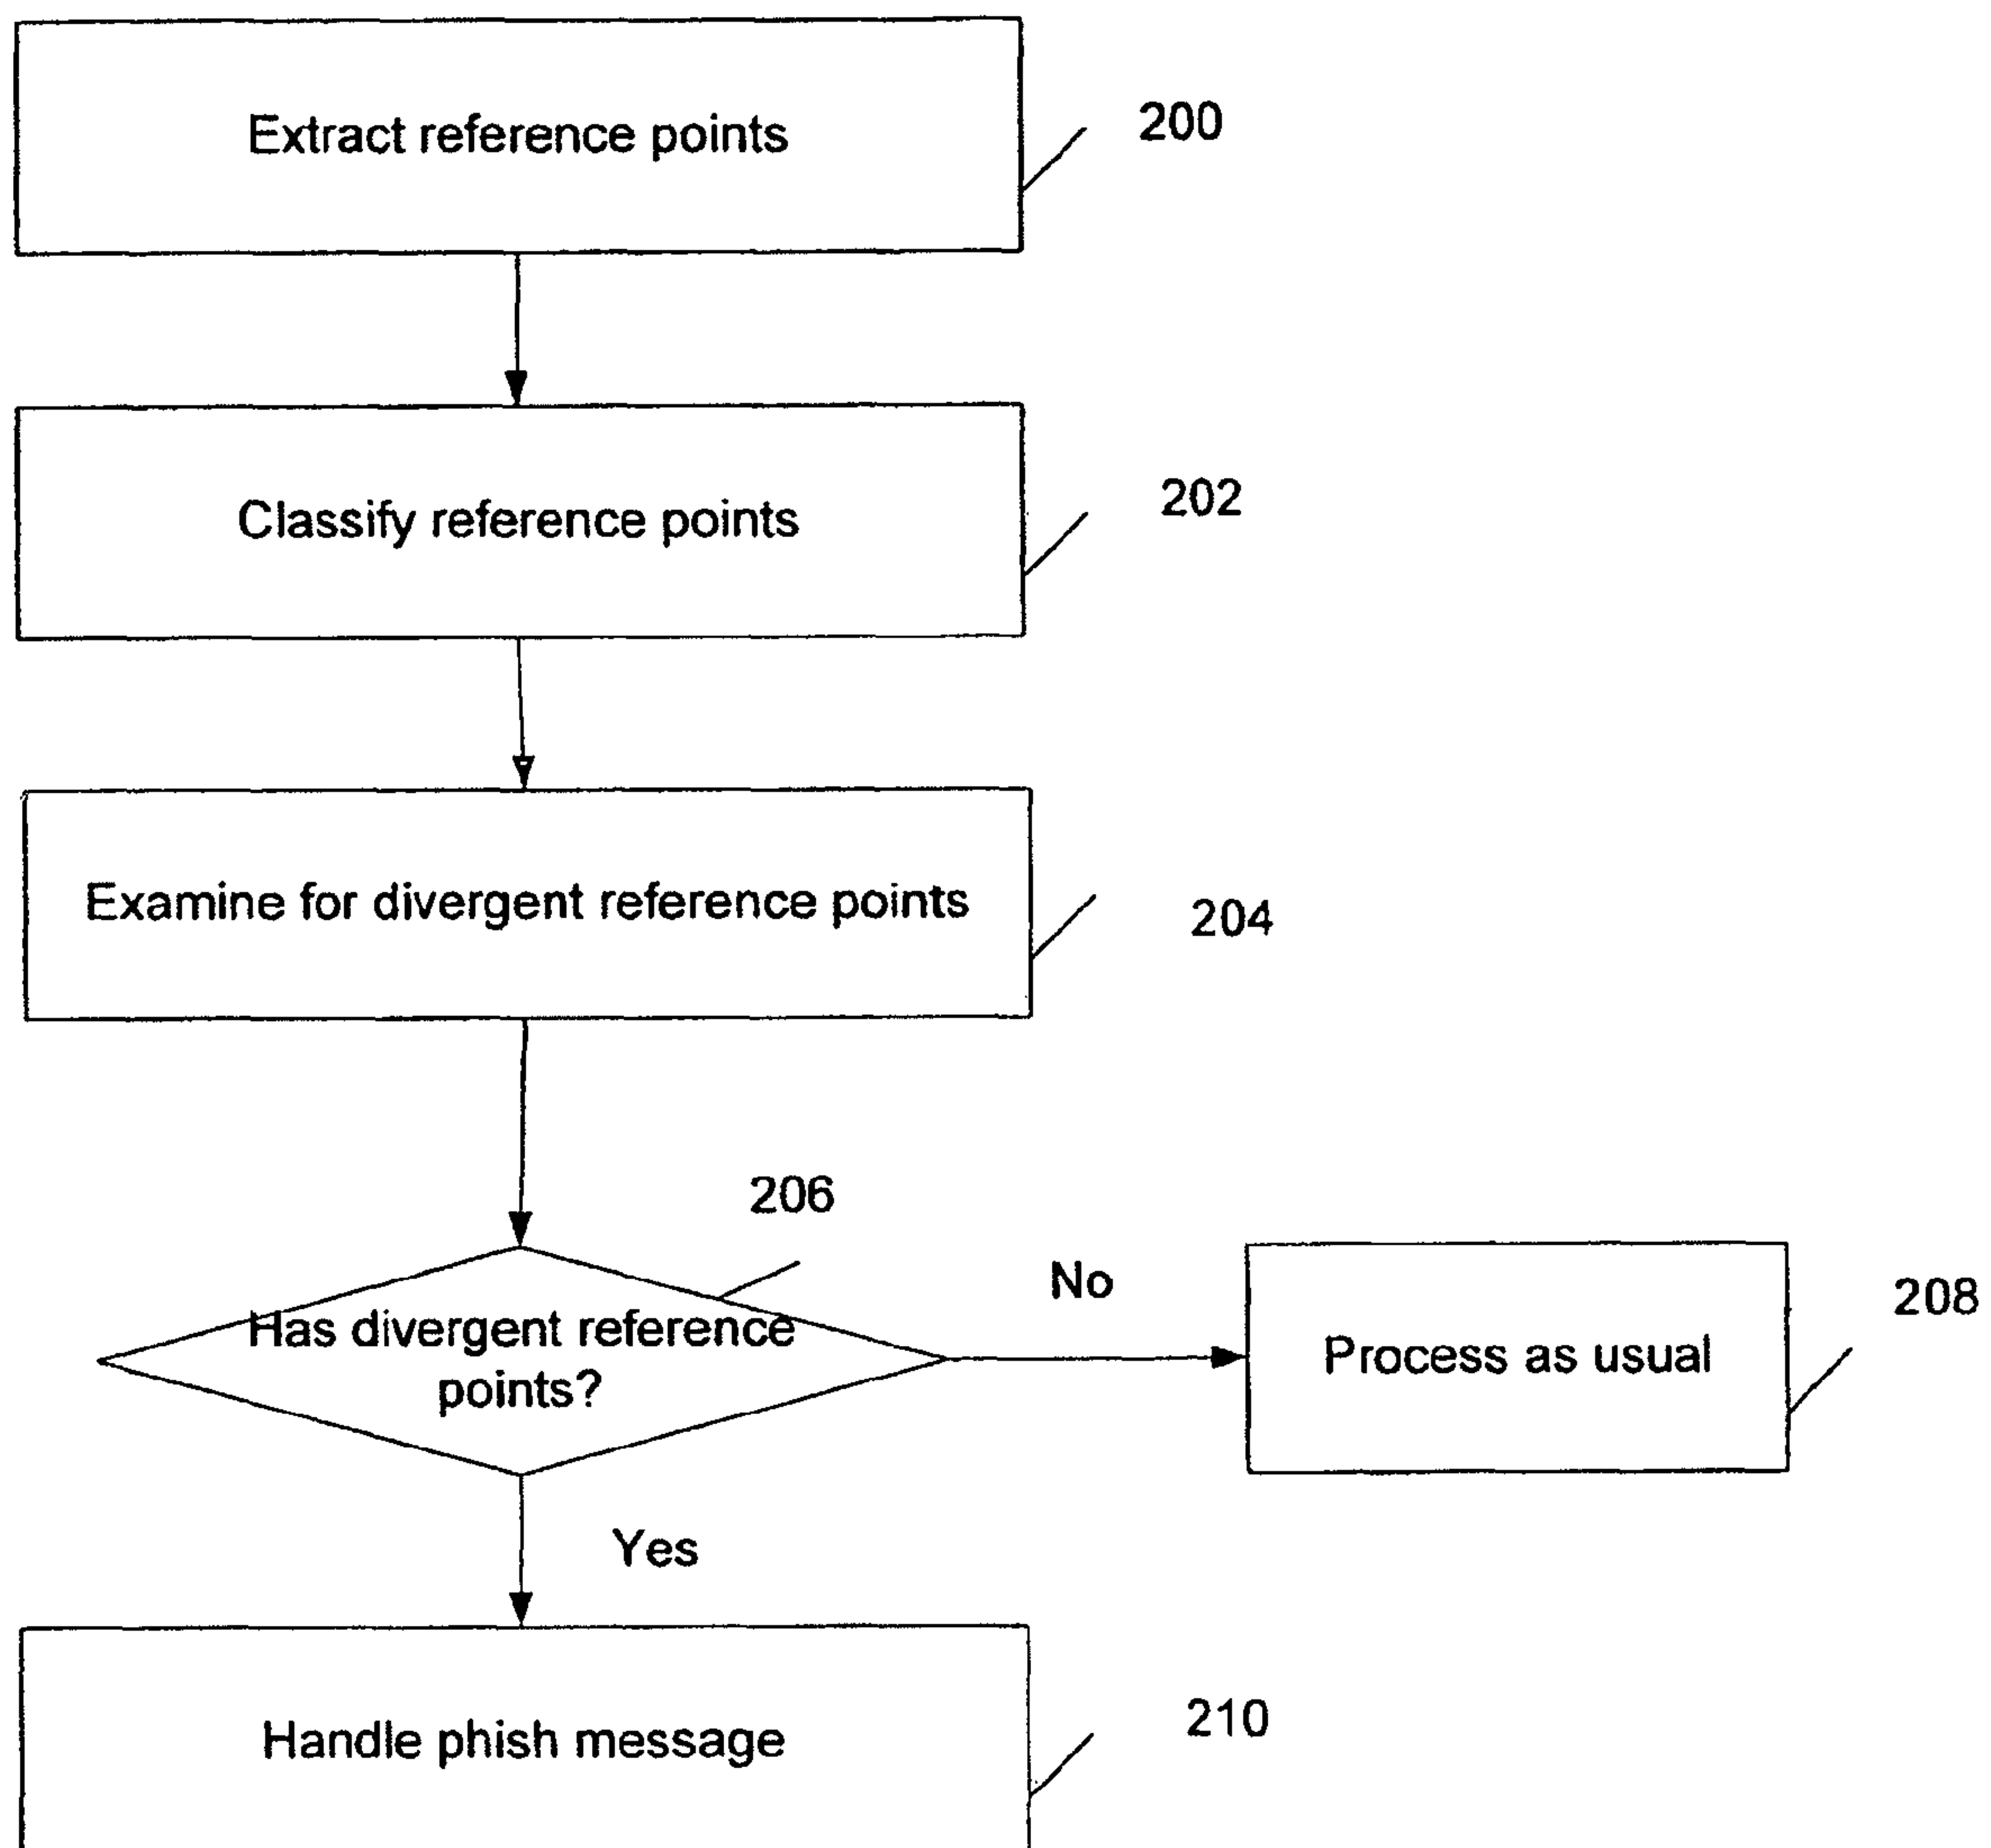 Extract reference points
200
Classify reference points
202
Examine for divergent reference points
204
206
Has divergent reference
points?
No
Process as usual
208
Yes
Handle phish message
210